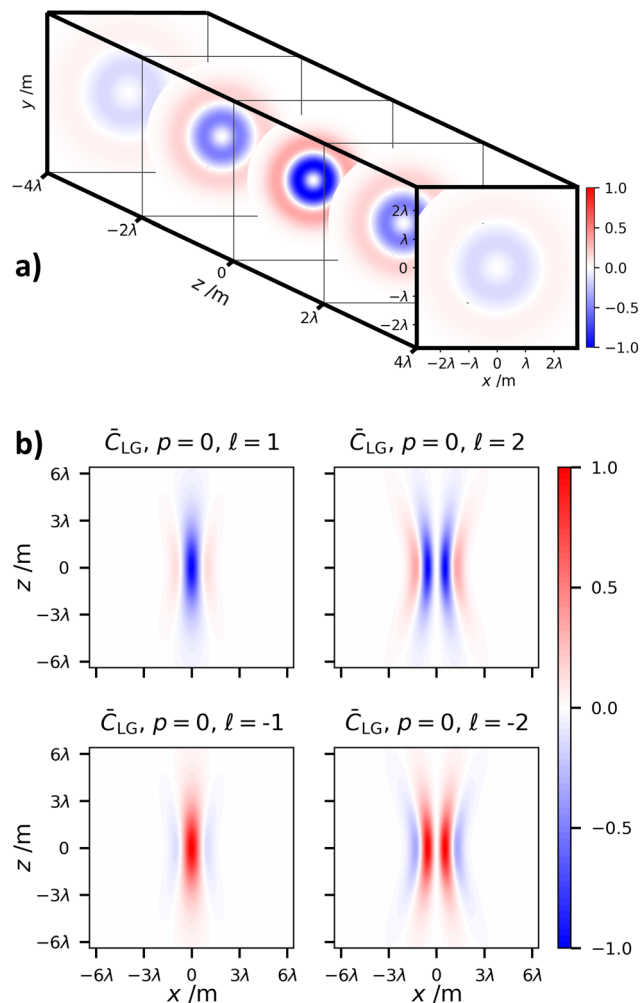 y /m
−4λ
−2λ
0
2λ
4λ
z /m
a)
2λ
λ
0
−λ
−2λ
−2λ −λ 0 λ 2λ
x /m
1.0
0.5
0.0
−0.5
−1.0
b)
C̄LG, p = 0, ℓ = 1
C̄LG, p = 0, ℓ = 2
6λ
3λ
0
−3λ
−6λ
z /m
C̄LG, p = 0, ℓ = -1
C̄LG, p = 0, ℓ = -2
6λ
3λ
0
−3λ
−6λ
z /m
−6λ −3λ 0 3λ 6λ
x /m
−6λ −3λ 0 3λ 6λ
x /m
1.0
0.5
0.0
−0.5
−1.0